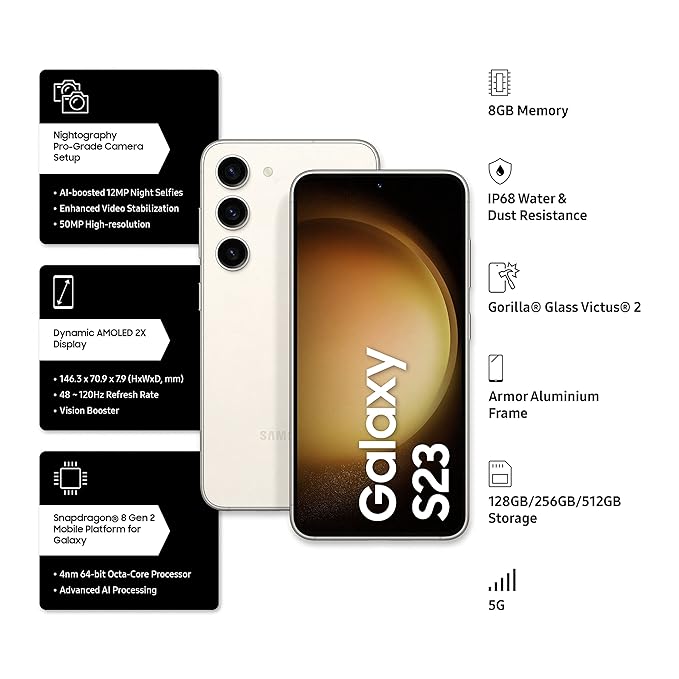 Nightography
Pro-Grade Camera
Setup
• AI-boosted 12MP Night Selfies
• Enhanced Video Stabilization
• 50MP High-resolution
Dynamic AMOLED 2X
Display
• 146.3 x 70.9 x 7.9 (HxWxD, mm)
• 48 ~ 120Hz Refresh Rate
• Vision Booster
Snapdragon® 8 Gen 2
Mobile Platform for
Galaxy
• 4nm 64-bit Octa-Core Processor
• Advanced AI Processing
SAM
Galaxy
S23
8GB Memory
IP68 Water &
Dust Resistance
Gorilla® Glass Victus® 2
Armor Aluminium
Frame
128GB/256GB/512GB
Storage
5G